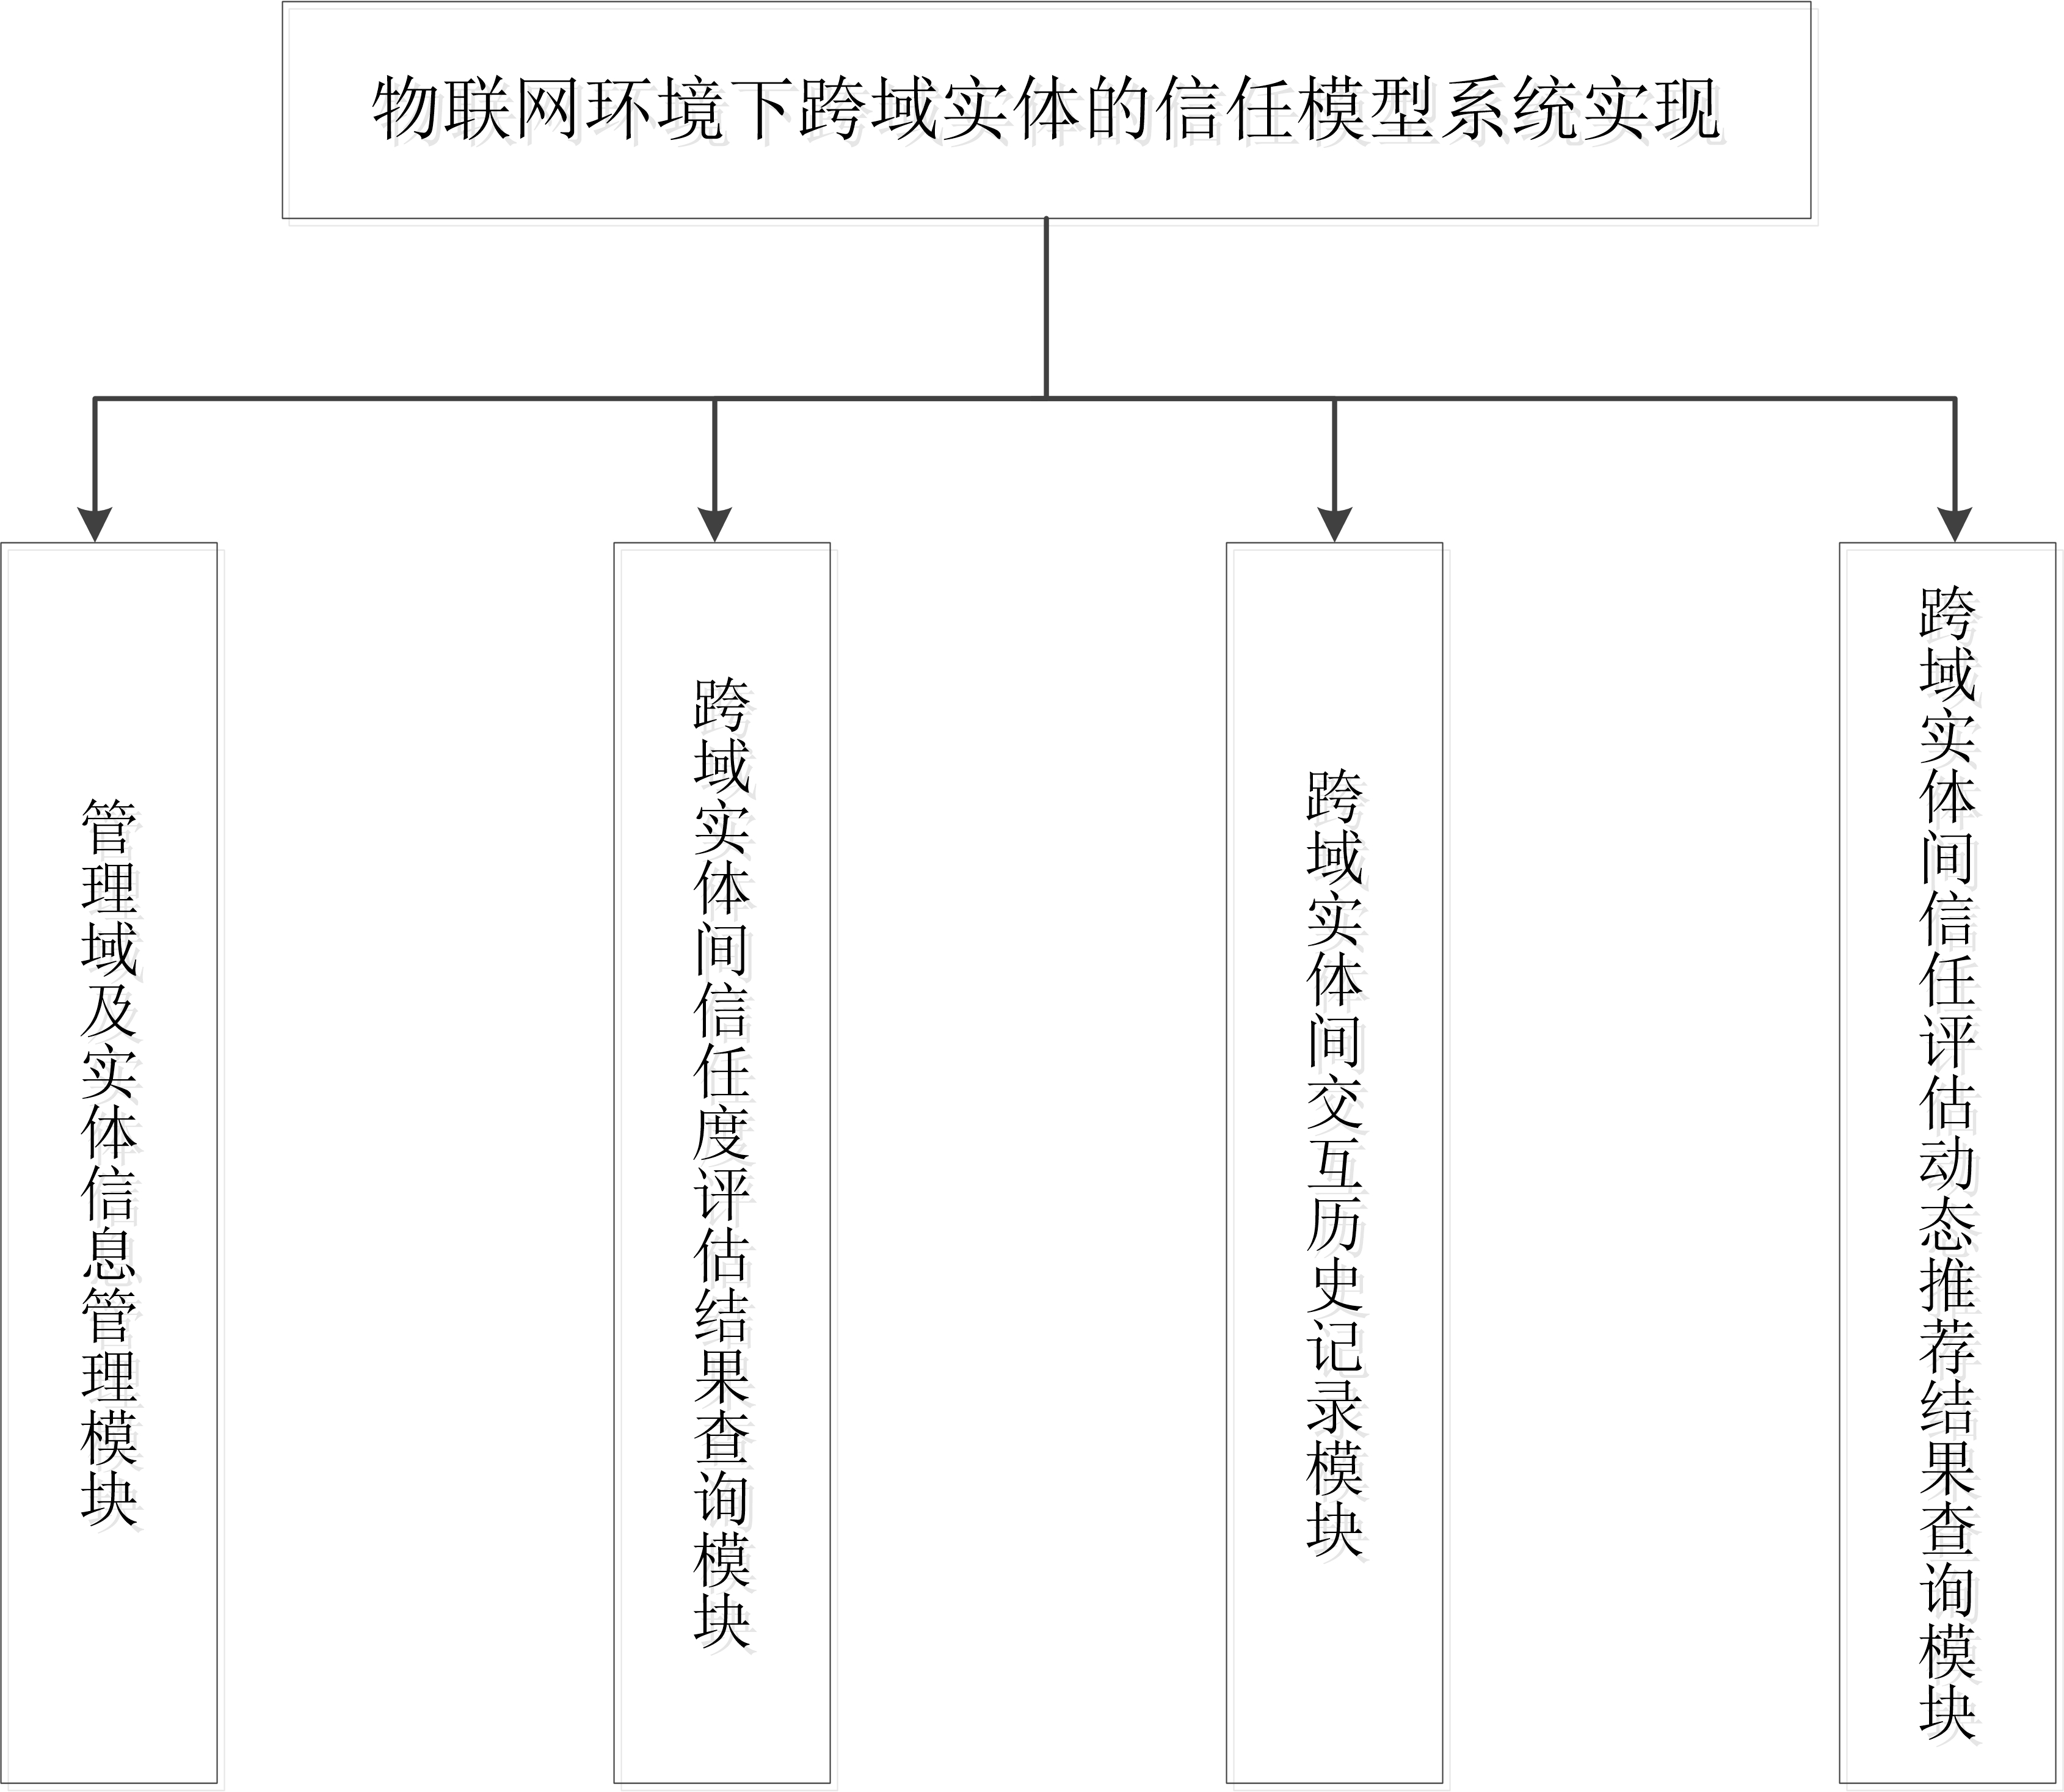 物联网环境下跨域实体的信任模型系统实现
管理域及实体信息管理模块
跨域实体间信任度评估结果查询模块
跨域实体间交互历史记录模块
跨域实体间信任评估动态推荐结果查询模块